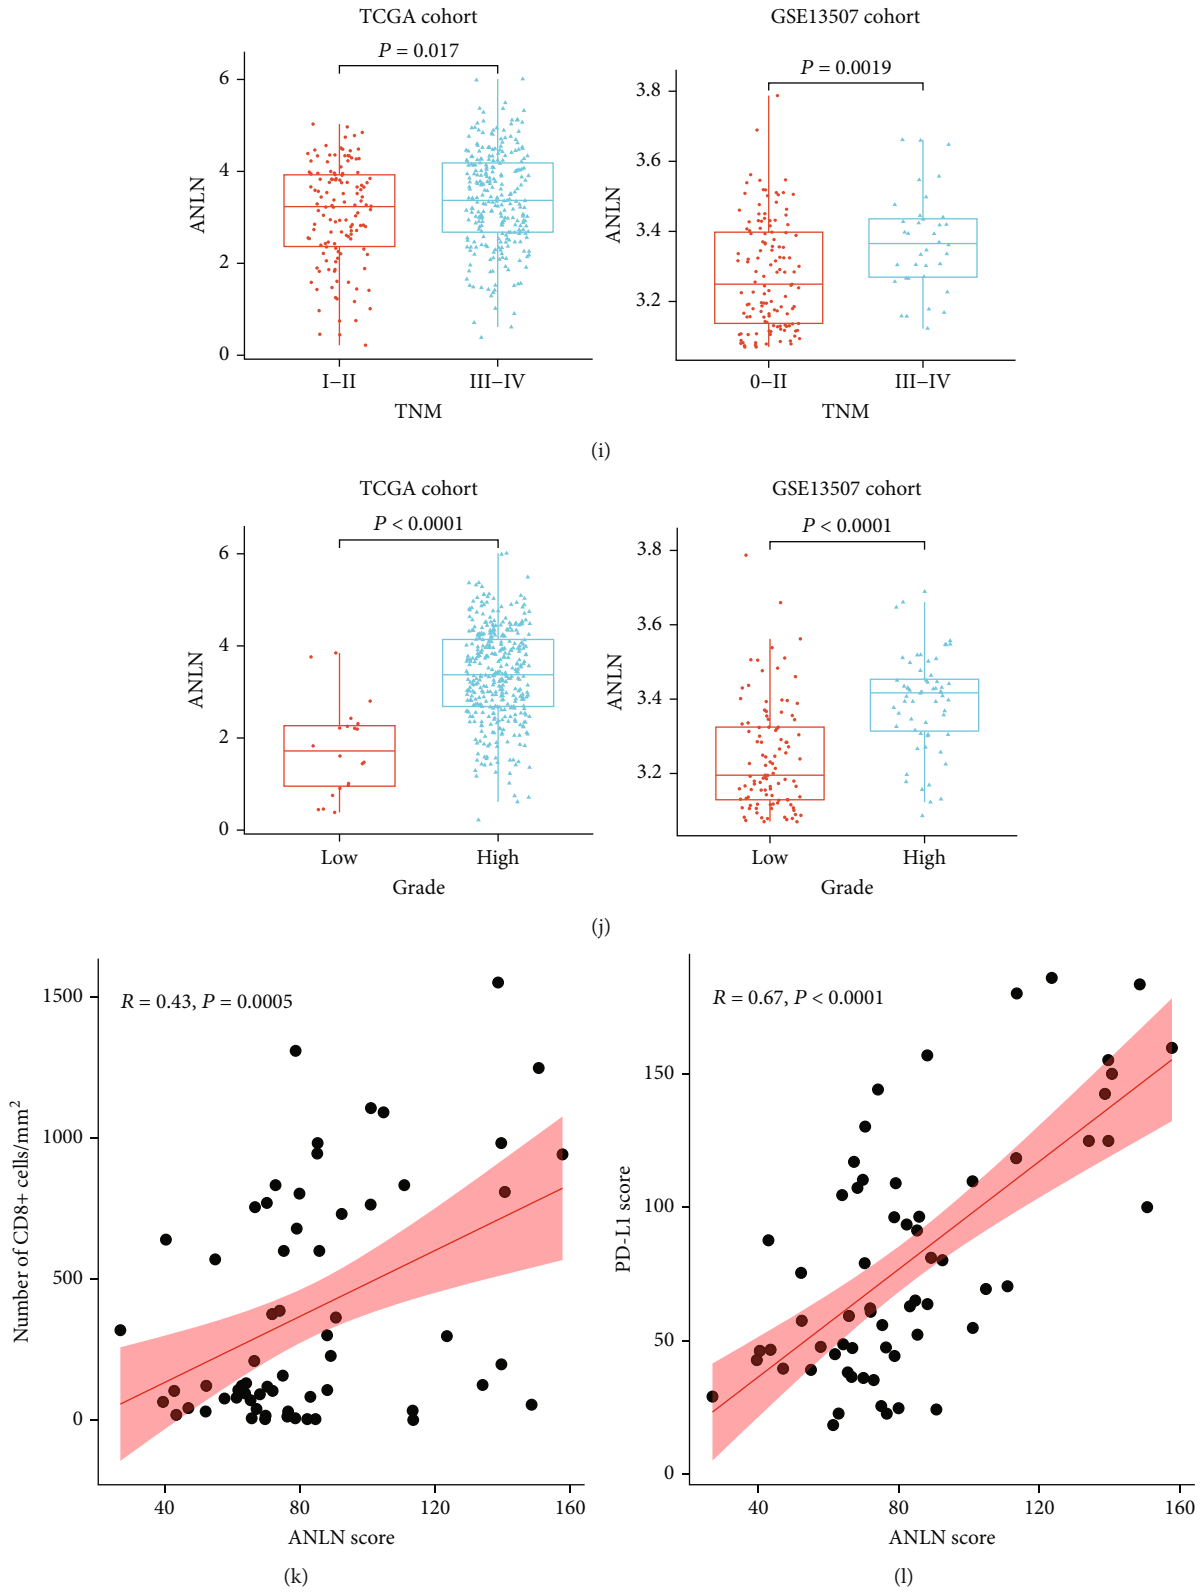 TCGA cohort
P = 0.017
6
4
2
0
ANLN
I–II
III–IV
TNM
GSE13507 cohort
P = 0.0019
3.8
3.6
3.4
3.2
ANLN
0–II
III–IV
TNM
(i)
TCGA cohort
P < 0.0001
6
4
2
0
ANLN
Low
High
Grade
GSE13507 cohort
P < 0.0001
3.8
3.6
3.4
3.2
ANLN
Low
High
Grade
(j)
R = 0.43, P = 0.0005
1500
1000
500
0
Number of CD8+ cells/mm²
40
80
120
160
ANLN score
(k)
R = 0.67, P < 0.0001
150
100
50
0
PD-L1 score
40
80
120
160
ANLN score
(l)